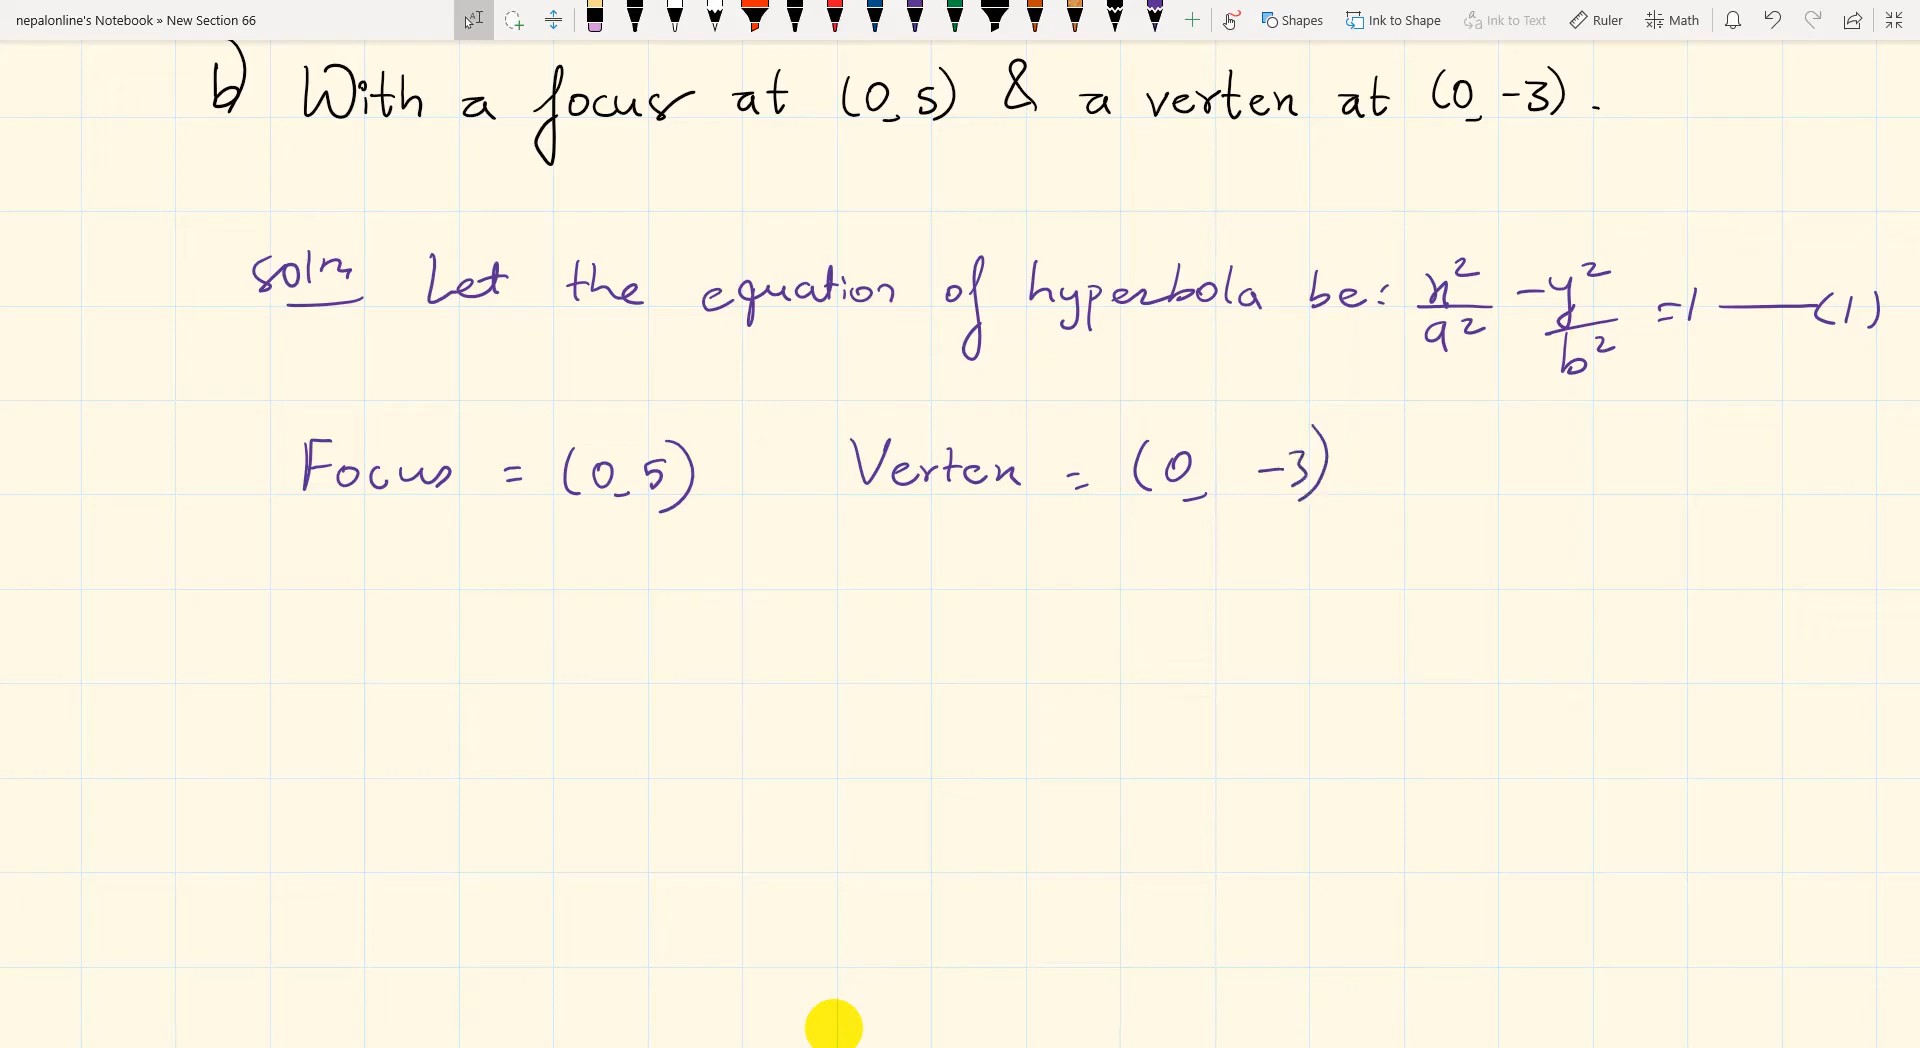 nepalonline's Notebook » New Section 66
Shapes Ink to Shape Ink to Text Ruler Math
b) With a focus at (0, 5) & a vertex at (0, -3).
soln Let the equation of hyperbola be: x²/a² - y²/b² = 1 —— (1)
Focus = (0, 5) Vertex = (0, -3)